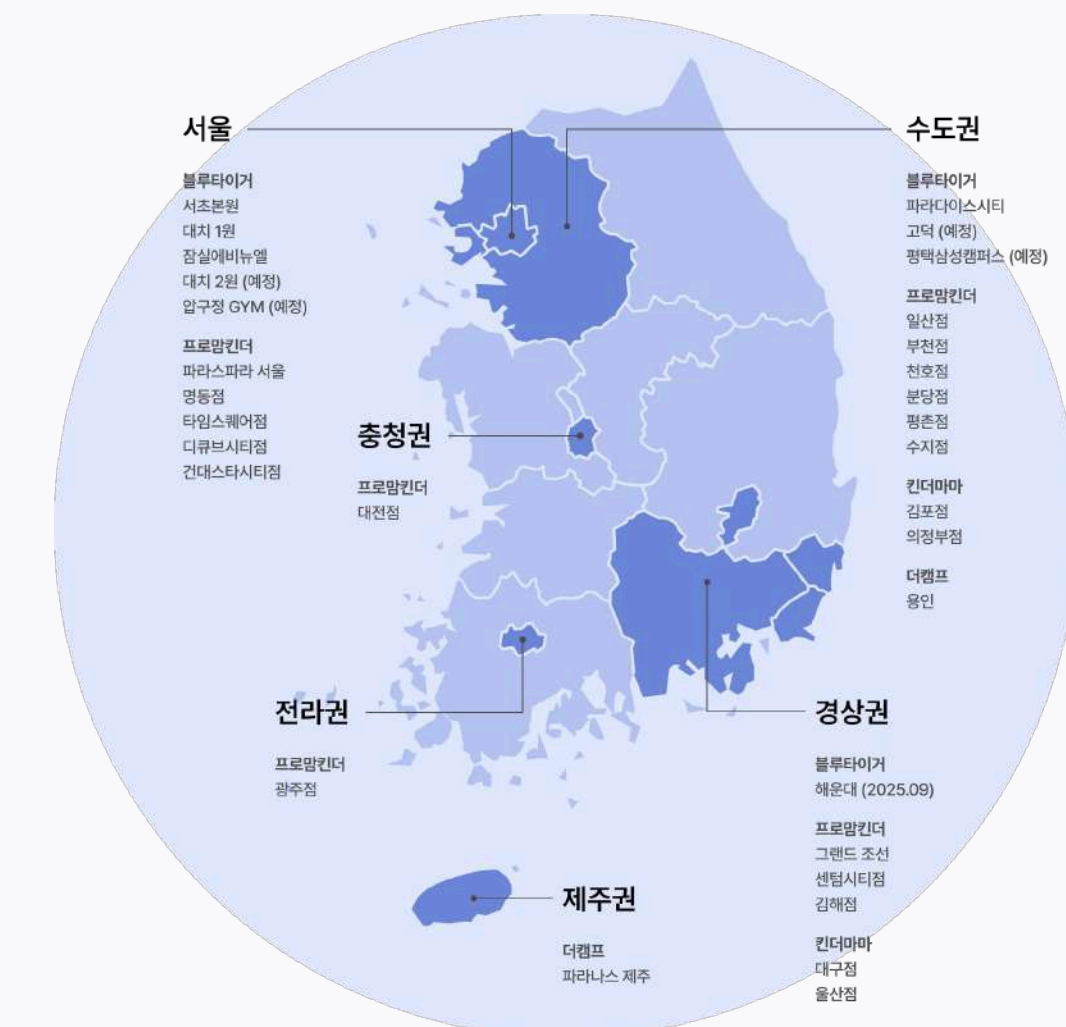 서울
블루타이거
서초본원
대치 1원
잠실에비뉴엘
대치 2원 (예정)
압구정 GYM (예정)
프로맘킨더
파라스파라 서울
명동점
타임스퀘어점
디큐브시티점
건대스타시티점
수도권
블루타이거
파라다이스시티
고덕 (예정)
평택삼성캠퍼스 (예정)
프로맘킨더
일산점
부천점
천호점
분당점
평촌점
수지점
킨더마마
김포점
의정부점
더캠프
용인
충청권
프로맘킨더
대전점
전라권
프로맘킨더
광주점
경상권
블루타이거
해운대 (2025.09)
프로맘킨더
그랜드 조선
센텀시티점
김해점
킨더마마
대구점
울산점
제주권
더캠프
파라나스 제주